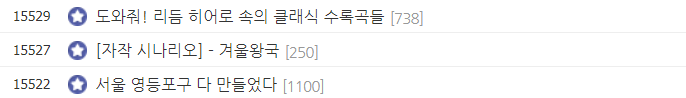 15529 도와줘! 리듬 히어로 속의 클래식 수록곡들 [738]
15527 [자작 시나리오] - 겨울왕국 [250]
15522 서울 영등포구 다 만들었다 [1100]